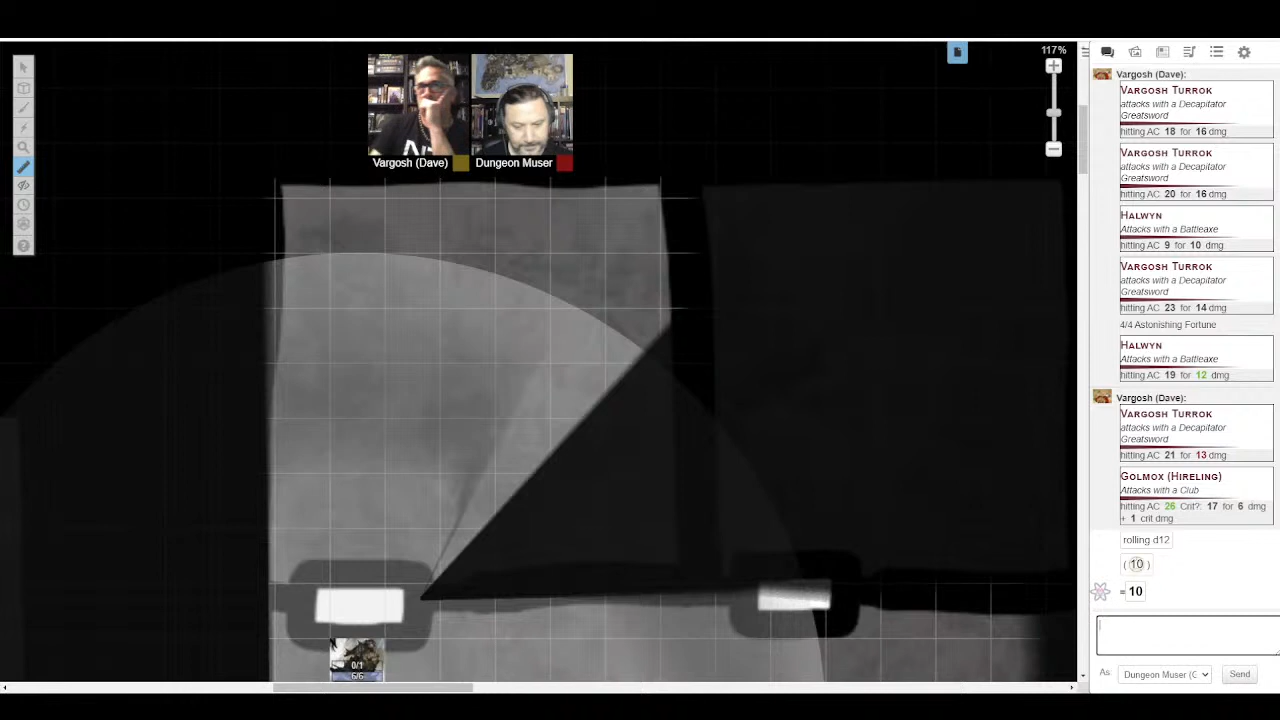 117%
Vargosh (Dave)
Dungeon Muser
Vargosh (Dave):
VARGOSH TURROK
attacks with a Decapitator
Greatsword
hitting AC 18 for 16 dmg
VARGOSH TURROK
attacks with a Decapitator
Greatsword
hitting AC 20 for 16 dmg
HALWYN
Attacks with a Battleaxe
hitting AC 9 for 10 dmg
VARGOSH TURROK
attacks with a Decapitator
Greatsword
hitting AC 23 for 14 dmg
4/4 Astonishing Fortune
HALWYN
Attacks with a Battleaxe
hitting AC 19 for 12 dmg
Vargosh (Dave):
VARGOSH TURROK
attacks with a Decapitator
Greatsword
hitting AC 21 for 13 dmg
GOLMOX (HIRELING)
Attacks with a Club
hitting AC 26 Crit?: 17 for 6 dmg
+ 1 crit dmg
rolling d12
(10)
=10
0/1
6/6
As:
Dungeon Muser (G
Send